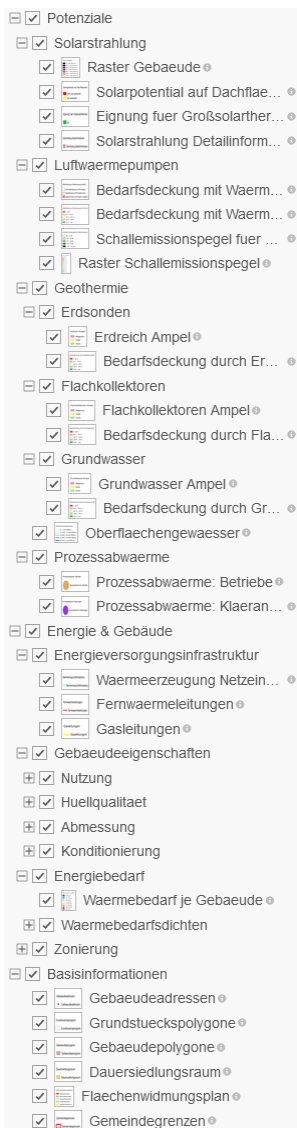 Potenziale
Solarstrahlung
Raster Gebaeude
Solarpotential auf Dachflae...
Eignung fuer Großsolarther...
Solarstrahlung Detailinform...
Luftwaermepumpen
Bedarfsdeckung mit Waerm...
Bedarfsdeckung mit Waerm...
Schallemissionspegel fuer ...
Raster Schallemissionspegel
Geothermie
Erdsonden
Erdreich Ampel
Bedarfsdeckung durch Er...
Flachkollektoren
Flachkollektoren Ampel
Bedarfsdeckung durch Fla...
Grundwasser
Grundwasser Ampel
Bedarfsdeckung durch Gr...
Oberflaechengewaesser
Prozessabwaerme
Prozessabwaerme: Betriebe
Prozessabwaerme: Klaeran...
Energie & Gebäude
Energieversorgungsinfrastruktur
Waermeerzeugung Netzein...
Fernwaermeleitungen
Gasleitungen
Gebaeudeeigenschaften
Nutzung
Huellqualitaet
Abmessung
Konditionierung
Energiebedarf
Waermebedarf je Gebaeude
Waermebedarfsdichten
Zonierung
Basisinformationen
Gebaeudeadressen
Grundstueckspolygone
Gebaeudepolygone
Dauersiedlungsraum
Flaechenwidmungsplan
Gemeindegrenzen